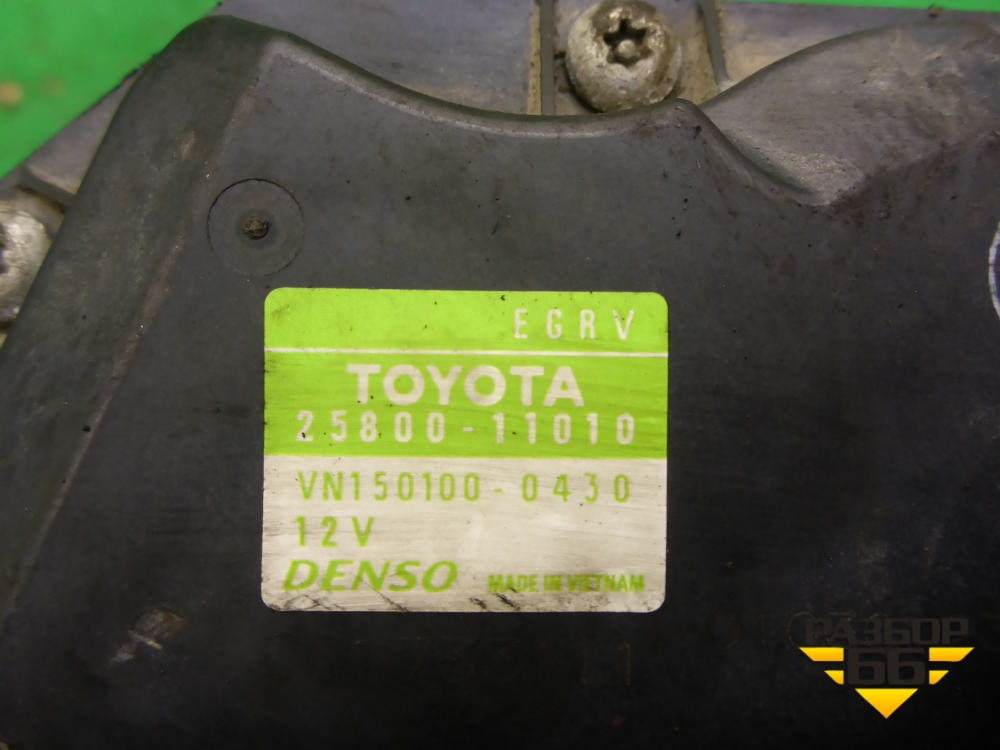 EGRV
TOYOTA
25800-11010
VN150100-0430
12V
DENSO MADE IN VIETNAM
РАЗБОР
66